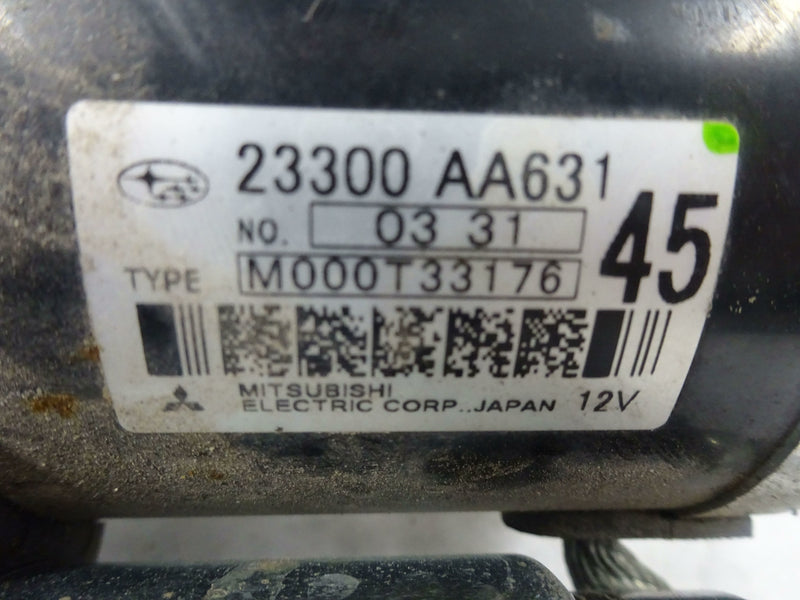 23300 AA631
NO. 03 31
45
TYPE M000T33176
MITSUBISHI
ELECTRIC CORP., JAPAN 12V